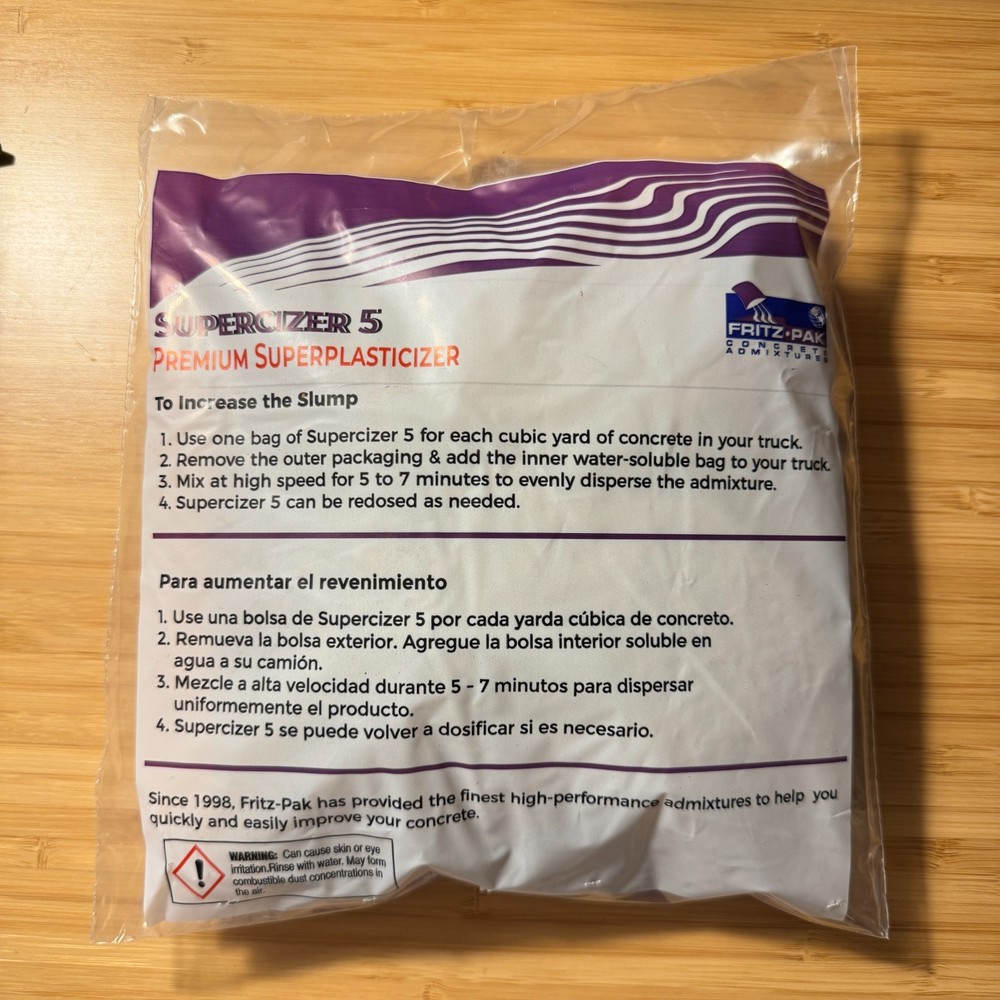 SUPERCIZER 5
PREMIUM SUPERPLASTICIZER
FRITZ-PAK
CONCRETE
ADMIXTURES
To Increase the Slump
1. Use one bag of Supercizer 5 for each cubic yard of concrete in your truck.
2. Remove the outer packaging & add the inner water-soluble bag to your truck.
3. Mix at high speed for 5 to 7 minutes to evenly disperse the admixture.
4. Supercizer 5 can be redosed as needed.
Para aumentar el revenimiento
1. Use una bolsa de Supercizer 5 por cada yarda cúbica de concreto.
2. Remueva la bolsa exterior. Agregue la bolsa interior soluble en
agua a su camión.
3. Mezcle a alta velocidad durante 5 - 7 minutos para dispersar
uniformemente el producto.
4. Supercizer 5 se puede volver a dosificar si es necesario.
Since 1998, Fritz-Pak has provided the finest high-performance admixtures to help you
quickly and easily improve your concrete.
WARNING: Can cause skin or eye
irritation.Rinse with water. May form
combustible dust concentrations in
the air.